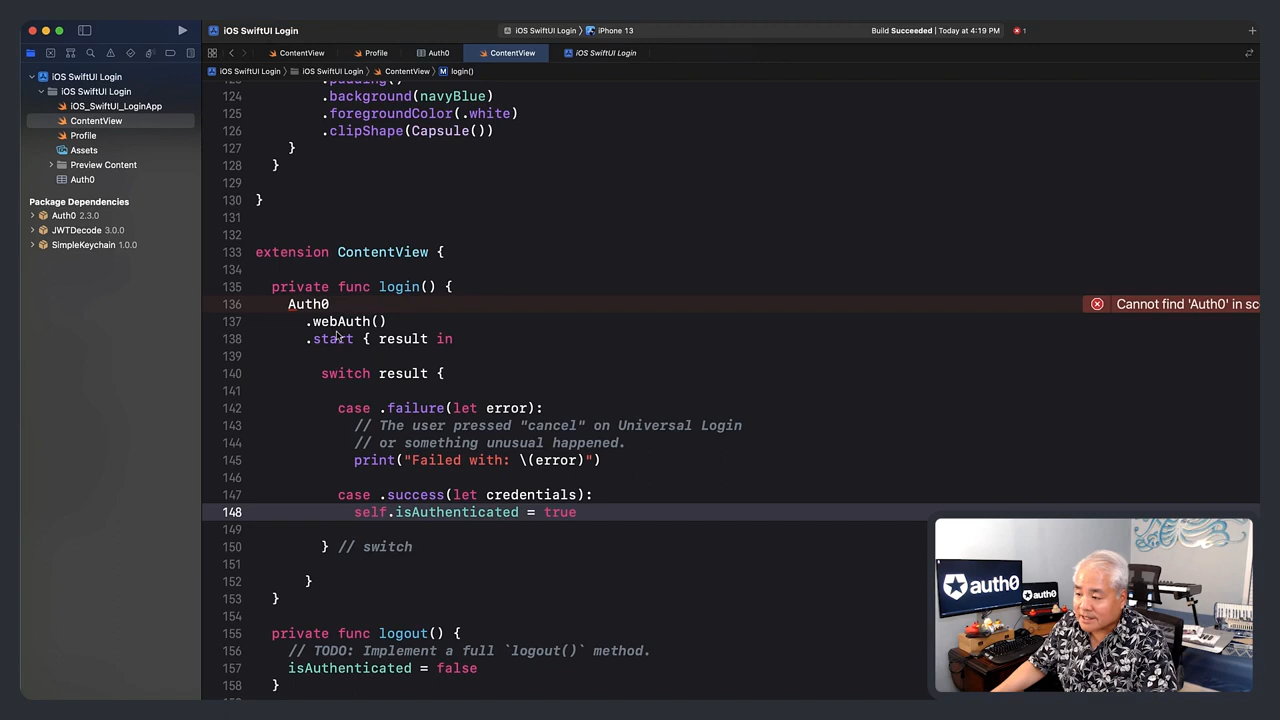 iOS SwiftUI Login
iOS SwiftUI Login 〉 iPhone 13
Build Succeeded | Today at 4:19 PM
1
ContentView
Profile
Auth0
ContentView
iOS SwiftUI Login
iOS SwiftUI Login 〉 iOS SwiftUI Login 〉 ContentView 〉 M login()
iOS SwiftUI Login
iOS SwiftUI Login
iOS_SwiftUI_LoginApp
ContentView
Profile
Assets
Preview Content
Auth0
Package Dependencies
Auth0 2.3.0
JWTDecode 3.0.0
SimpleKeychain 1.0.0
124 .background(navyBlue)
125 .foregroundColor(.white)
126 .clipShape(Capsule())
127 }
128 }
129
130 }
131
132
133 extension ContentView {
134
135 private func login() {
136 Auth0
Cannot find 'Auth0' in sc
137 .webAuth()
138 .start { result in
139
140 switch result {
141
142 case .failure(let error):
143 // The user pressed "cancel" on Universal Login
144 // or something unusual happened.
145 print("Failed with: \(error)")
146
147 case .success(let credentials):
148 self.isAuthenticated = true
149
150 } // switch
151
152 }
153 }
154
155 private func logout() {
156 // TODO: Implement a full `logout()` method.
157 isAuthenticated = false
158 }
auth0
auth0